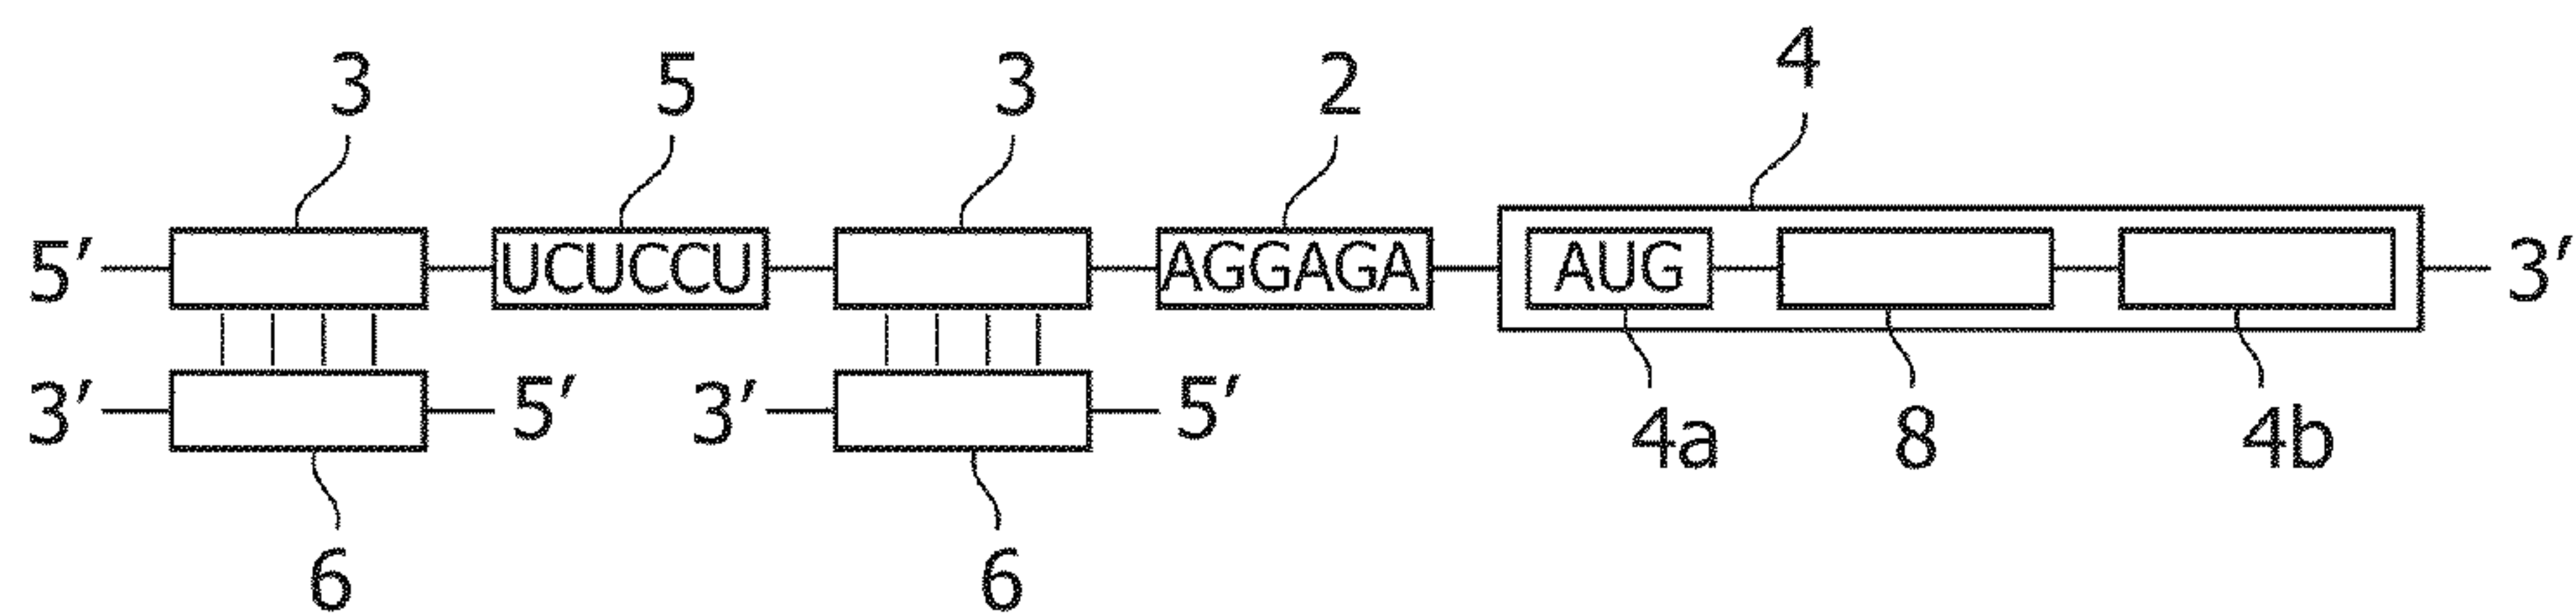 3 5 3 2 4
5′ UCUCCU AGGAGA AUG 3′
3′ 5′ 3′ 5′ 4a 8 4b
6 6